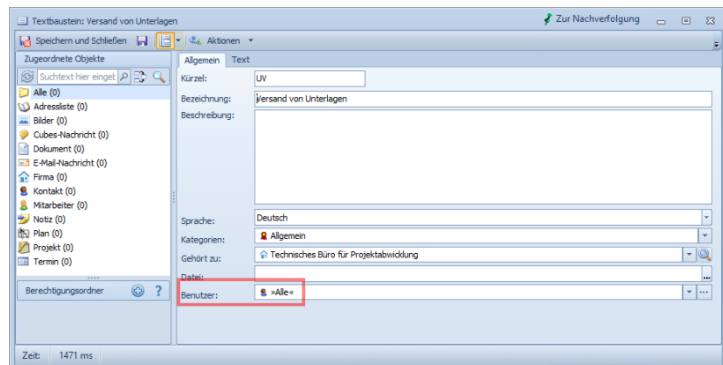 Textbaustein: Versand von Unterlagen
Zur Nachverfolgung
Speichern und Schließen
Aktionen
Zugeordnete Objekte
Suchtext hier eingeb
Alle (0)
Adressliste (0)
Bilder (0)
Cubes-Nachricht (0)
Dokument (0)
E-Mail-Nachricht (0)
Firma (0)
Kontakt (0)
Mitarbeiter (0)
Notiz (0)
Plan (0)
Projekt (0)
Termin (0)
Berechtigungsordner
Allgemein Text
Kürzel: UV
Bezeichnung: Versand von Unterlagen
Beschreibung:
Sprache: Deutsch
Kategorien: Allgemein
Gehört zu: Technisches Büro für Projektabwicklung
Datei:
Benutzer: »Alle«
Zeit: 1471 ms